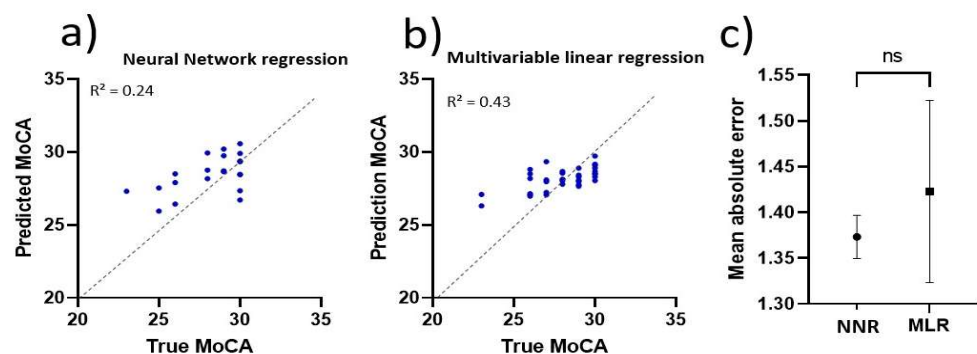 a)
Neural Network regression
R² = 0.24
35
30
25
20
Predicted MoCA
20 25 30 35
True MoCA
b)
Multivariable linear regression
R² = 0.43
35
30
25
20
Prediction MoCA
20 25 30 35
True MoCA
c)
ns
1.55
1.50
1.45
1.40
1.35
1.30
Mean absolute error
NNR MLR